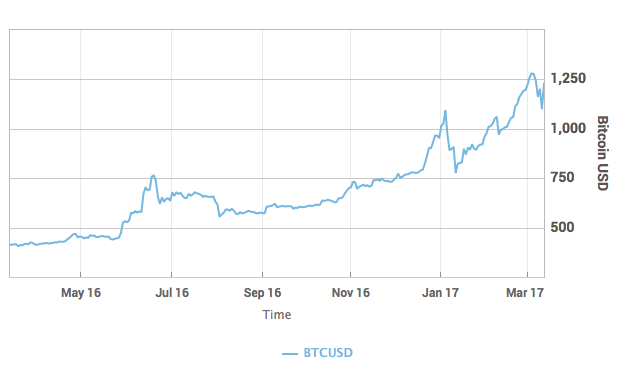 1,250
1,000
750
500
Bitcoin USD
May 16 Jul 16 Sep 16 Nov 16 Jan 17 Mar 17
Time
BTCUSD